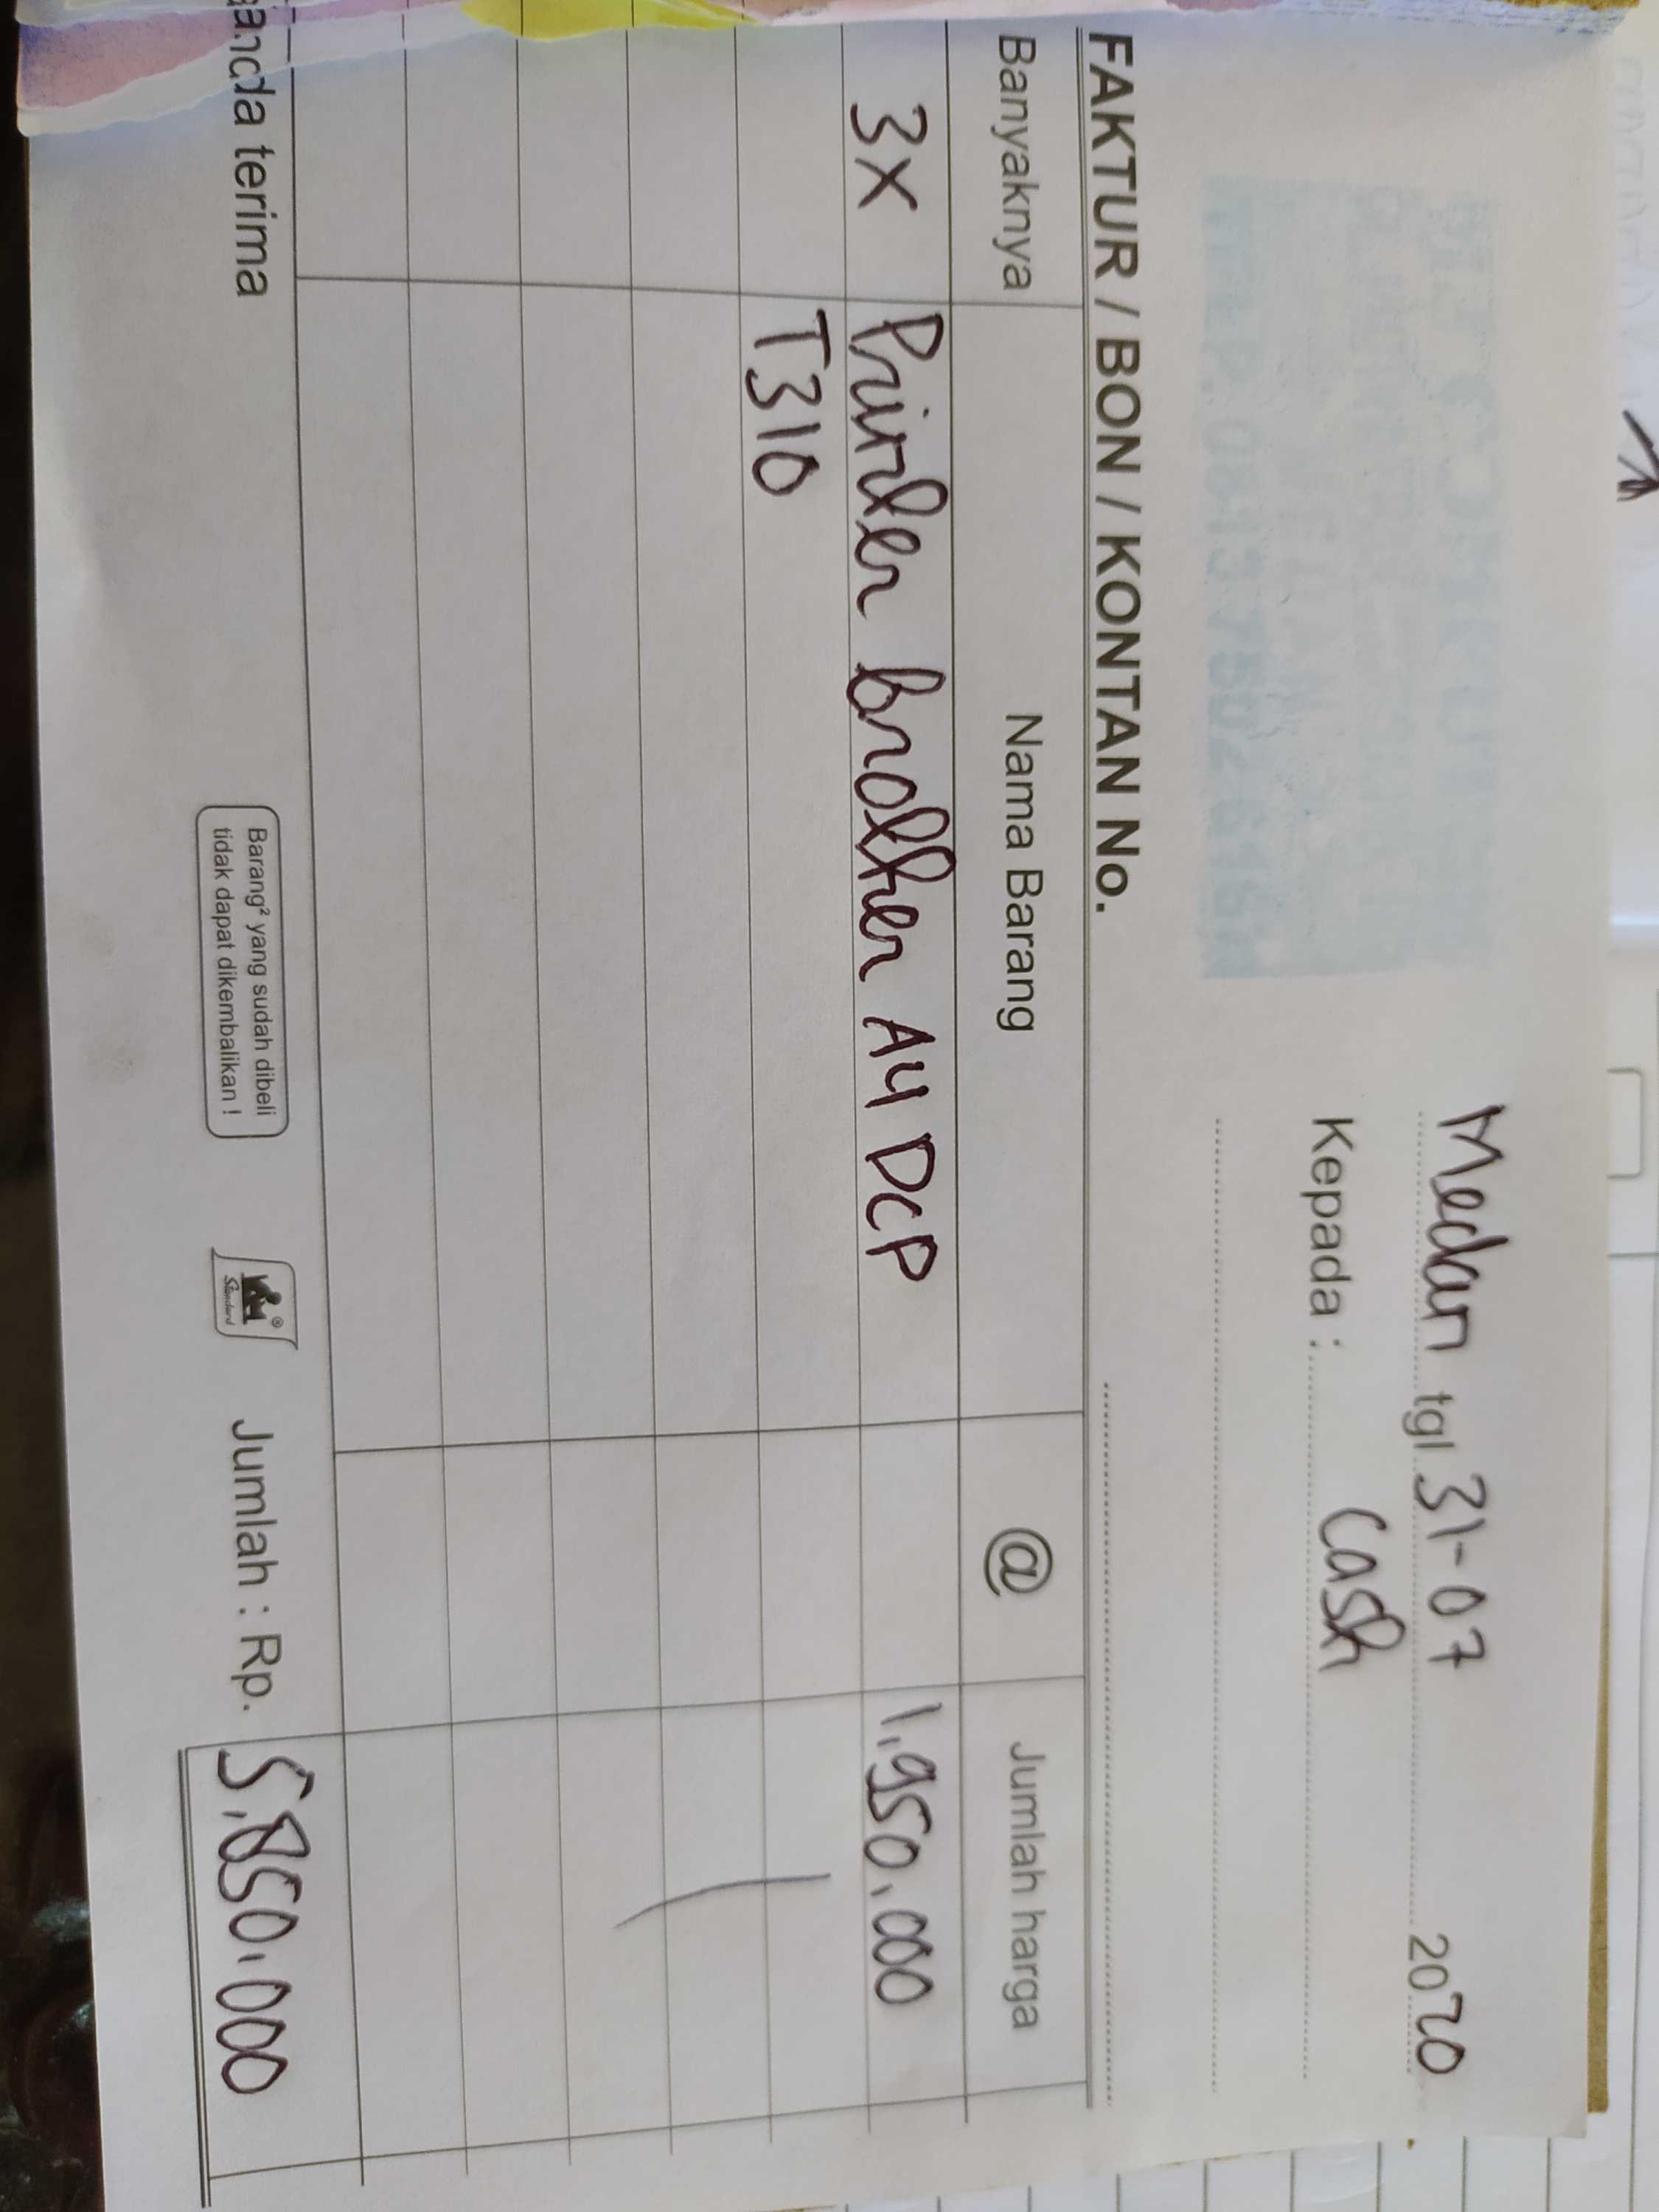 Medan tgl 31-07 2020
Kepada : Cash
FAKTUR / BON / KONTAN No.
Banyaknya Nama Barang @ Jumlah harga
3x Printer brother A4 DCP 1.950.000
T310
anda terima
Barang² yang sudah dibeli
tidak dapat dikembalikan !
Standard
Jumlah : Rp. 5.850.000